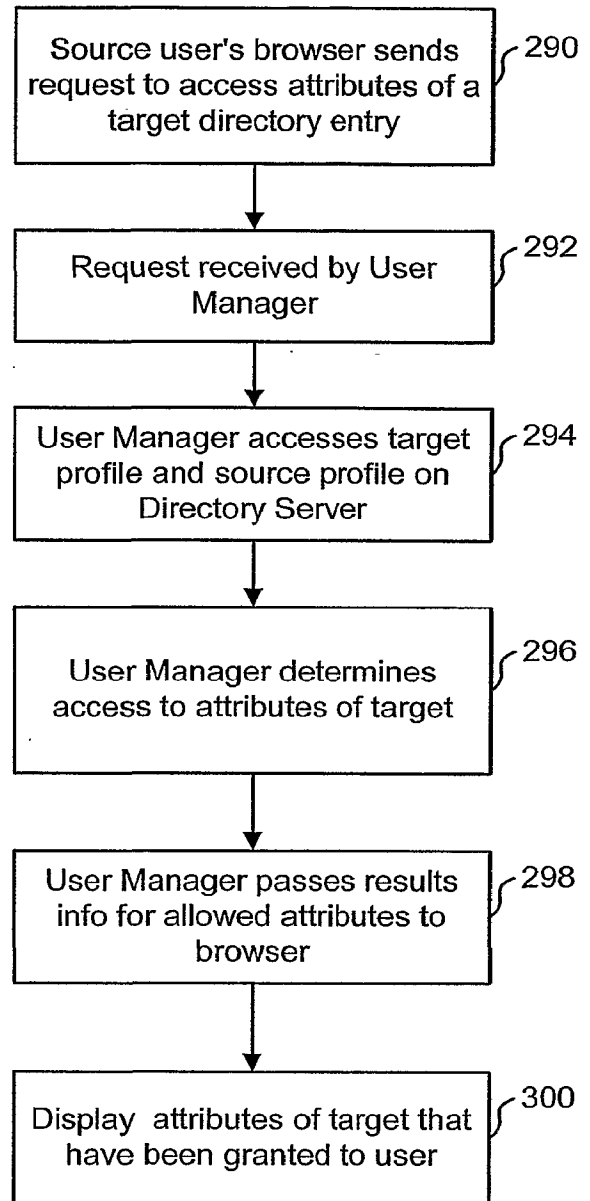 Source user's browser sends
request to access attributes of a
target directory entry
290
Request received by User
Manager
292
User Manager accesses target
profile and source profile on
Directory Server
294
User Manager determines
access to attributes of target
296
User Manager passes results
info for allowed attributes to
browser
298
Display attributes of target that
have been granted to user
300